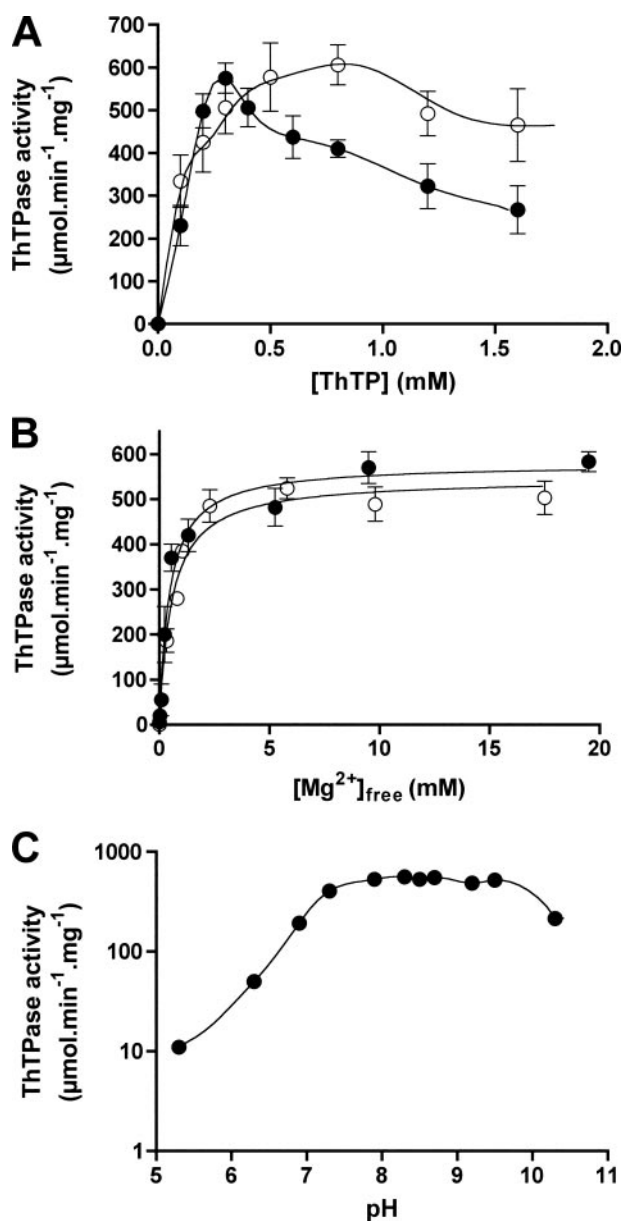 A
ThTPase activity
(µmol.min⁻¹.mg⁻¹)
700
600
500
400
300
200
100
0
0.0 0.5 1.0 1.5 2.0
[ThTP] (mM)
B
ThTPase activity
(µmol.min⁻¹.mg⁻¹)
600
500
400
300
200
100
0
0 5 10 15 20
[Mg²⁺]free (mM)
C
ThTPase activity
(µmol.min⁻¹.mg⁻¹)
1000
100
10
1
5 6 7 8 9 10 11
pH